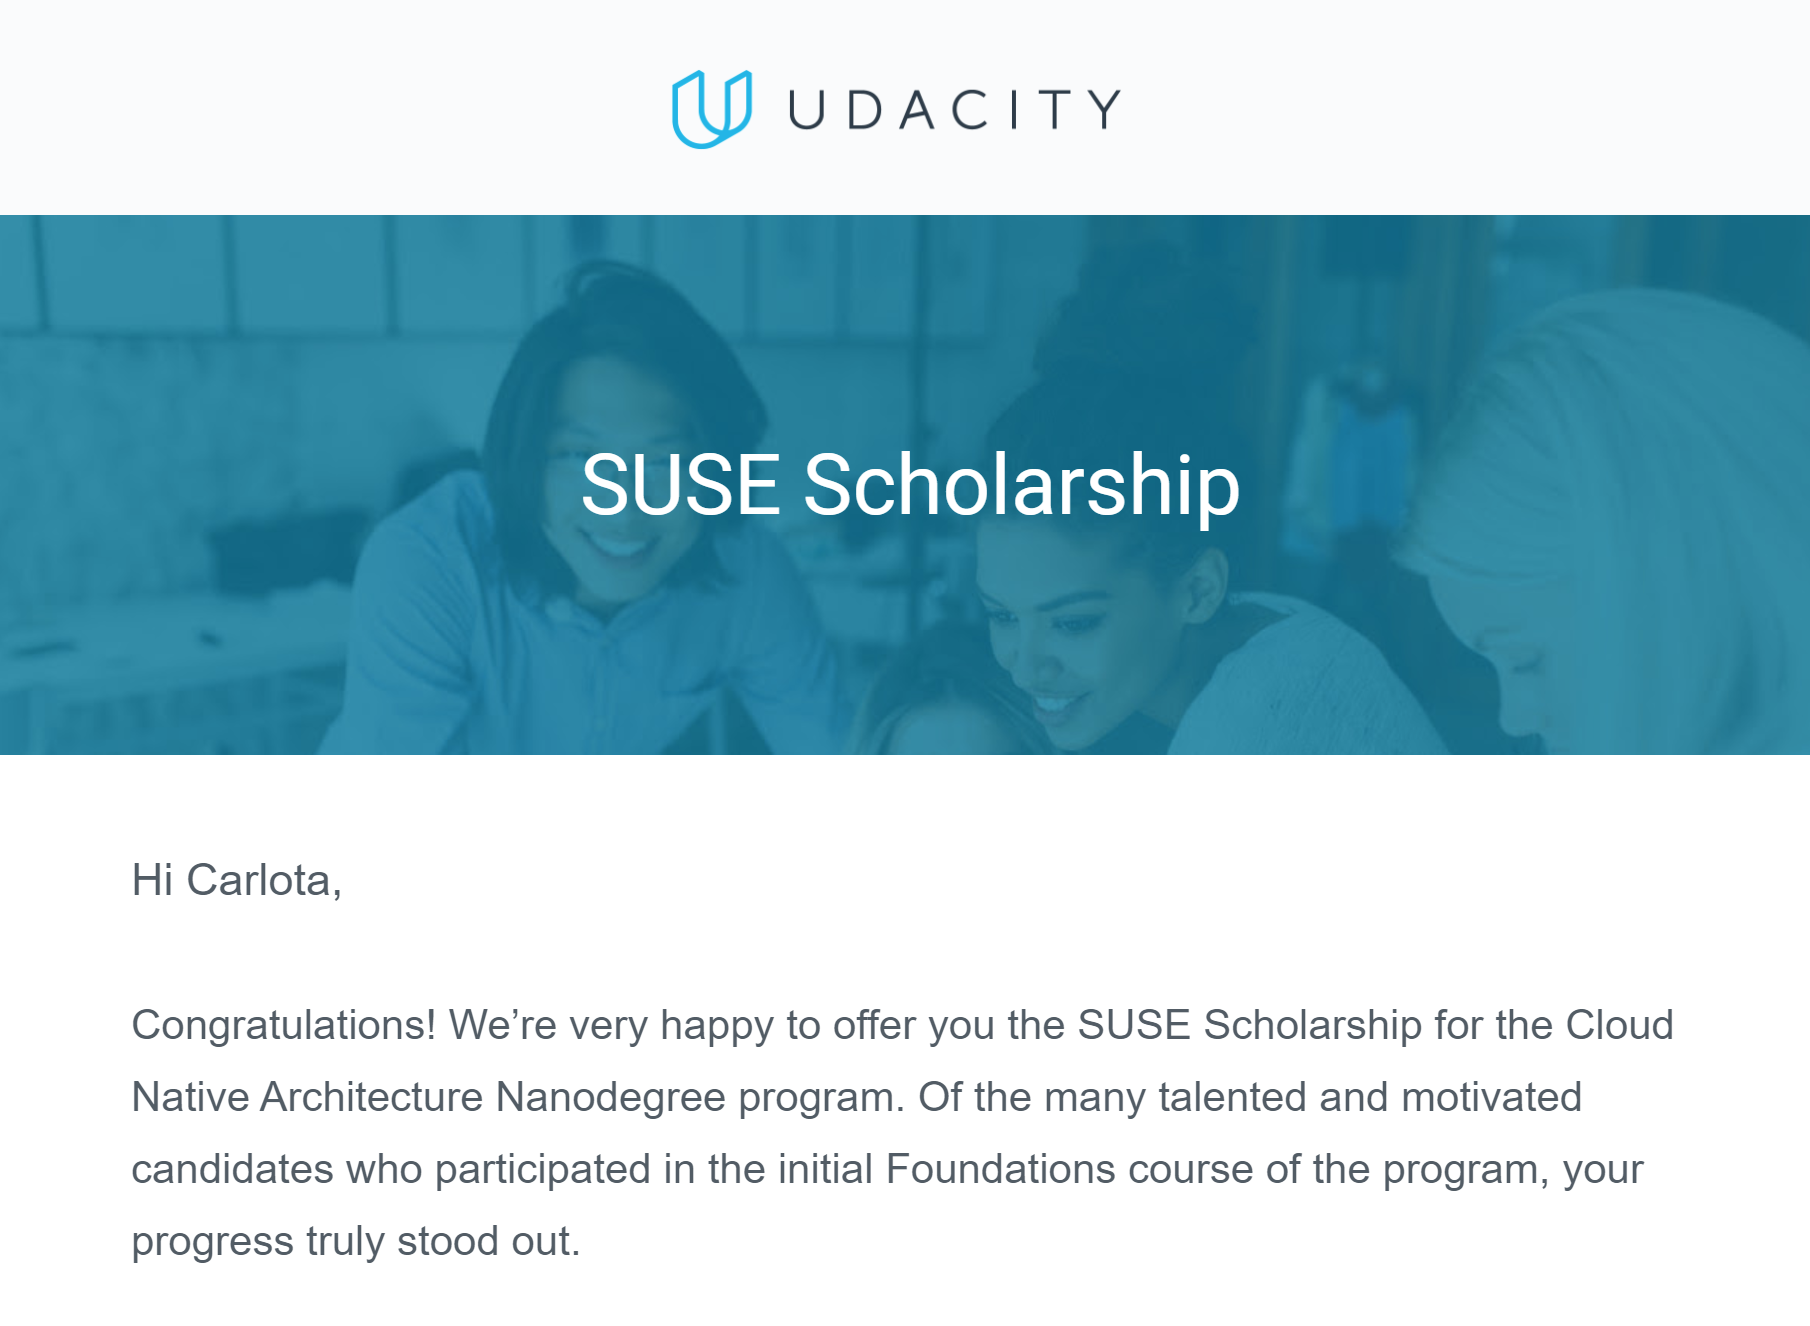 UDACITY
SUSE Scholarship
Hi Carlota,
Congratulations! We’re very happy to offer you the SUSE Scholarship for the Cloud
Native Architecture Nanodegree program. Of the many talented and motivated
candidates who participated in the initial Foundations course of the program, your
progress truly stood out.